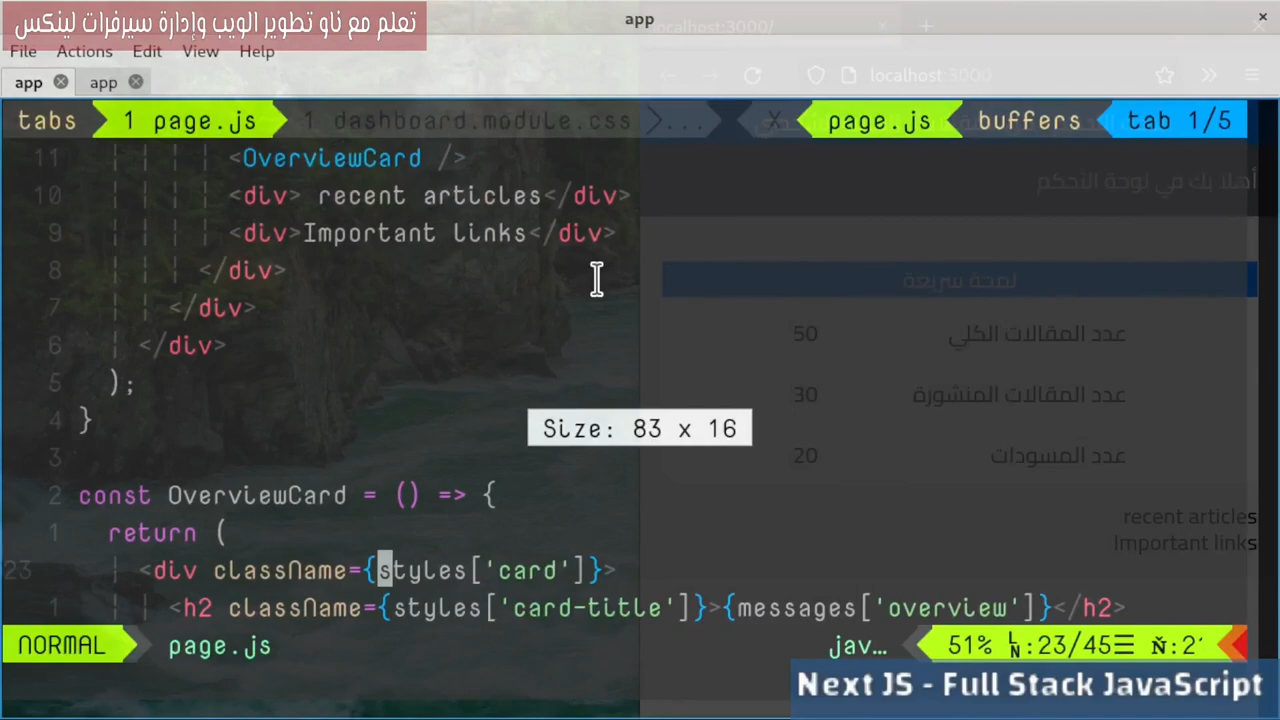 تعلم مع ناو تطوير الويب وإدارة سيرفرات لينكس
app
localhost:3000/
File Actions Edit View Help
app app
localhost:3000
tabs 1 page.js 1 dashboard.module.css ... X page.js buffers tab 1/5
11 <OverviewCard />
10 <div> recent articles</div>
9 <div>Important links</div>
8 </div>
7 </div>
6 </div>
5 );
4 }
3
2 const OverviewCard = () => {
1 return (
23 <div className={styles['card']}>
1 <h2 className={styles['card-title']}>{messages['overview']}</h2>
NORMAL page.js jav... 51% LN:23/45☰
أهلا بك في لوحة التحكم
لمحة سريعة
عدد المقالات الكلي 50
عدد المقالات المنشورة 30
عدد المسودات 20
recent articles
Important links
Size: 83 x 16
Next JS - Full Stack JavaScript